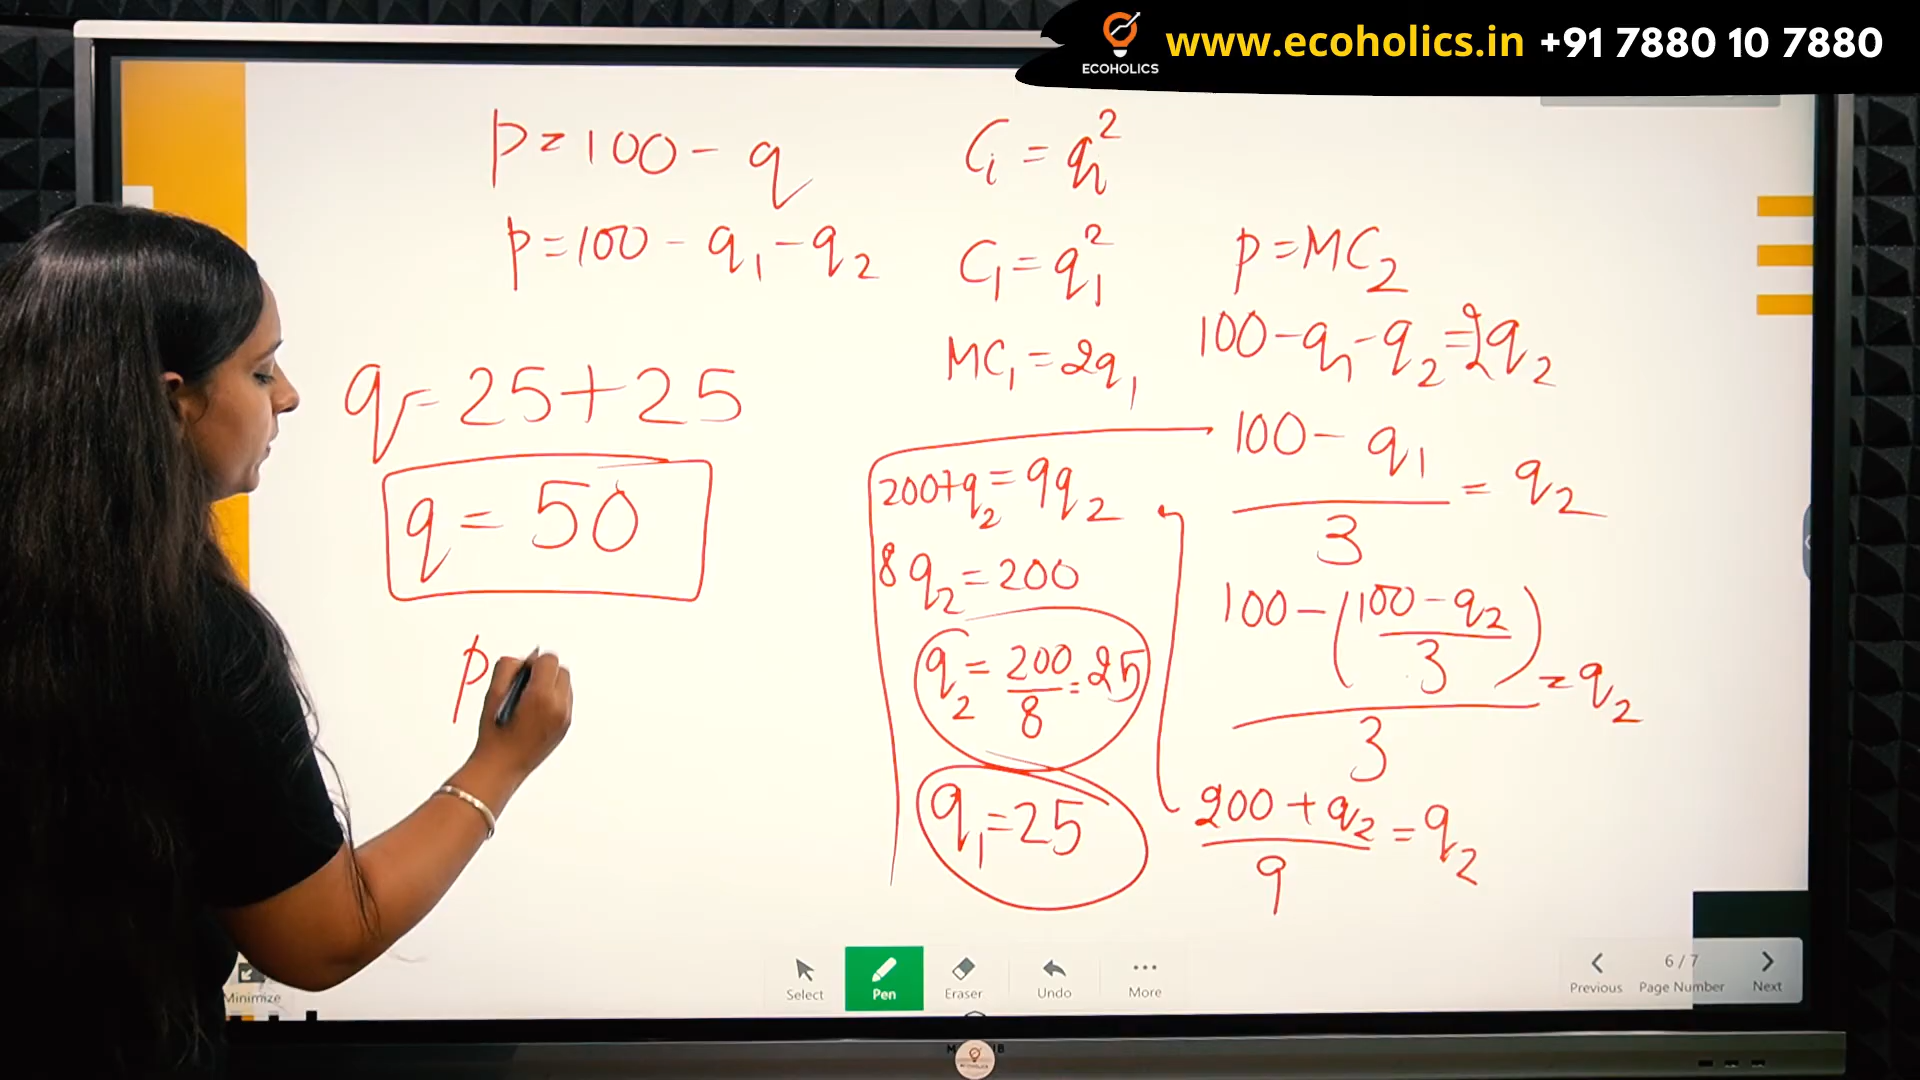 www.ecoholics.in +91 7880 10 7880
ECOHOLICS
p = 100 - q
p = 100 - q₁ - q₂
q = 25 + 25
q = 50
p
Cᵢ = qᵢ²
C₁ = q₁²
MC₁ = 2q₁
p = MC₂
100 - q₁ - q₂ = 2q₂
100 - q₁ / 3 = q₂
100 - (100 - q₂ / 3) / 3 = q₂
200 + q₂ / 9 = q₂
200 + q₂ = 9q₂
8q₂ = 200
q₂ = 200 / 8 = 25
q₁ = 25
Minimize
Select
Pen
Eraser
Undo
More
Previous
6 / 7
Page Number
Next
ECOHOLICS